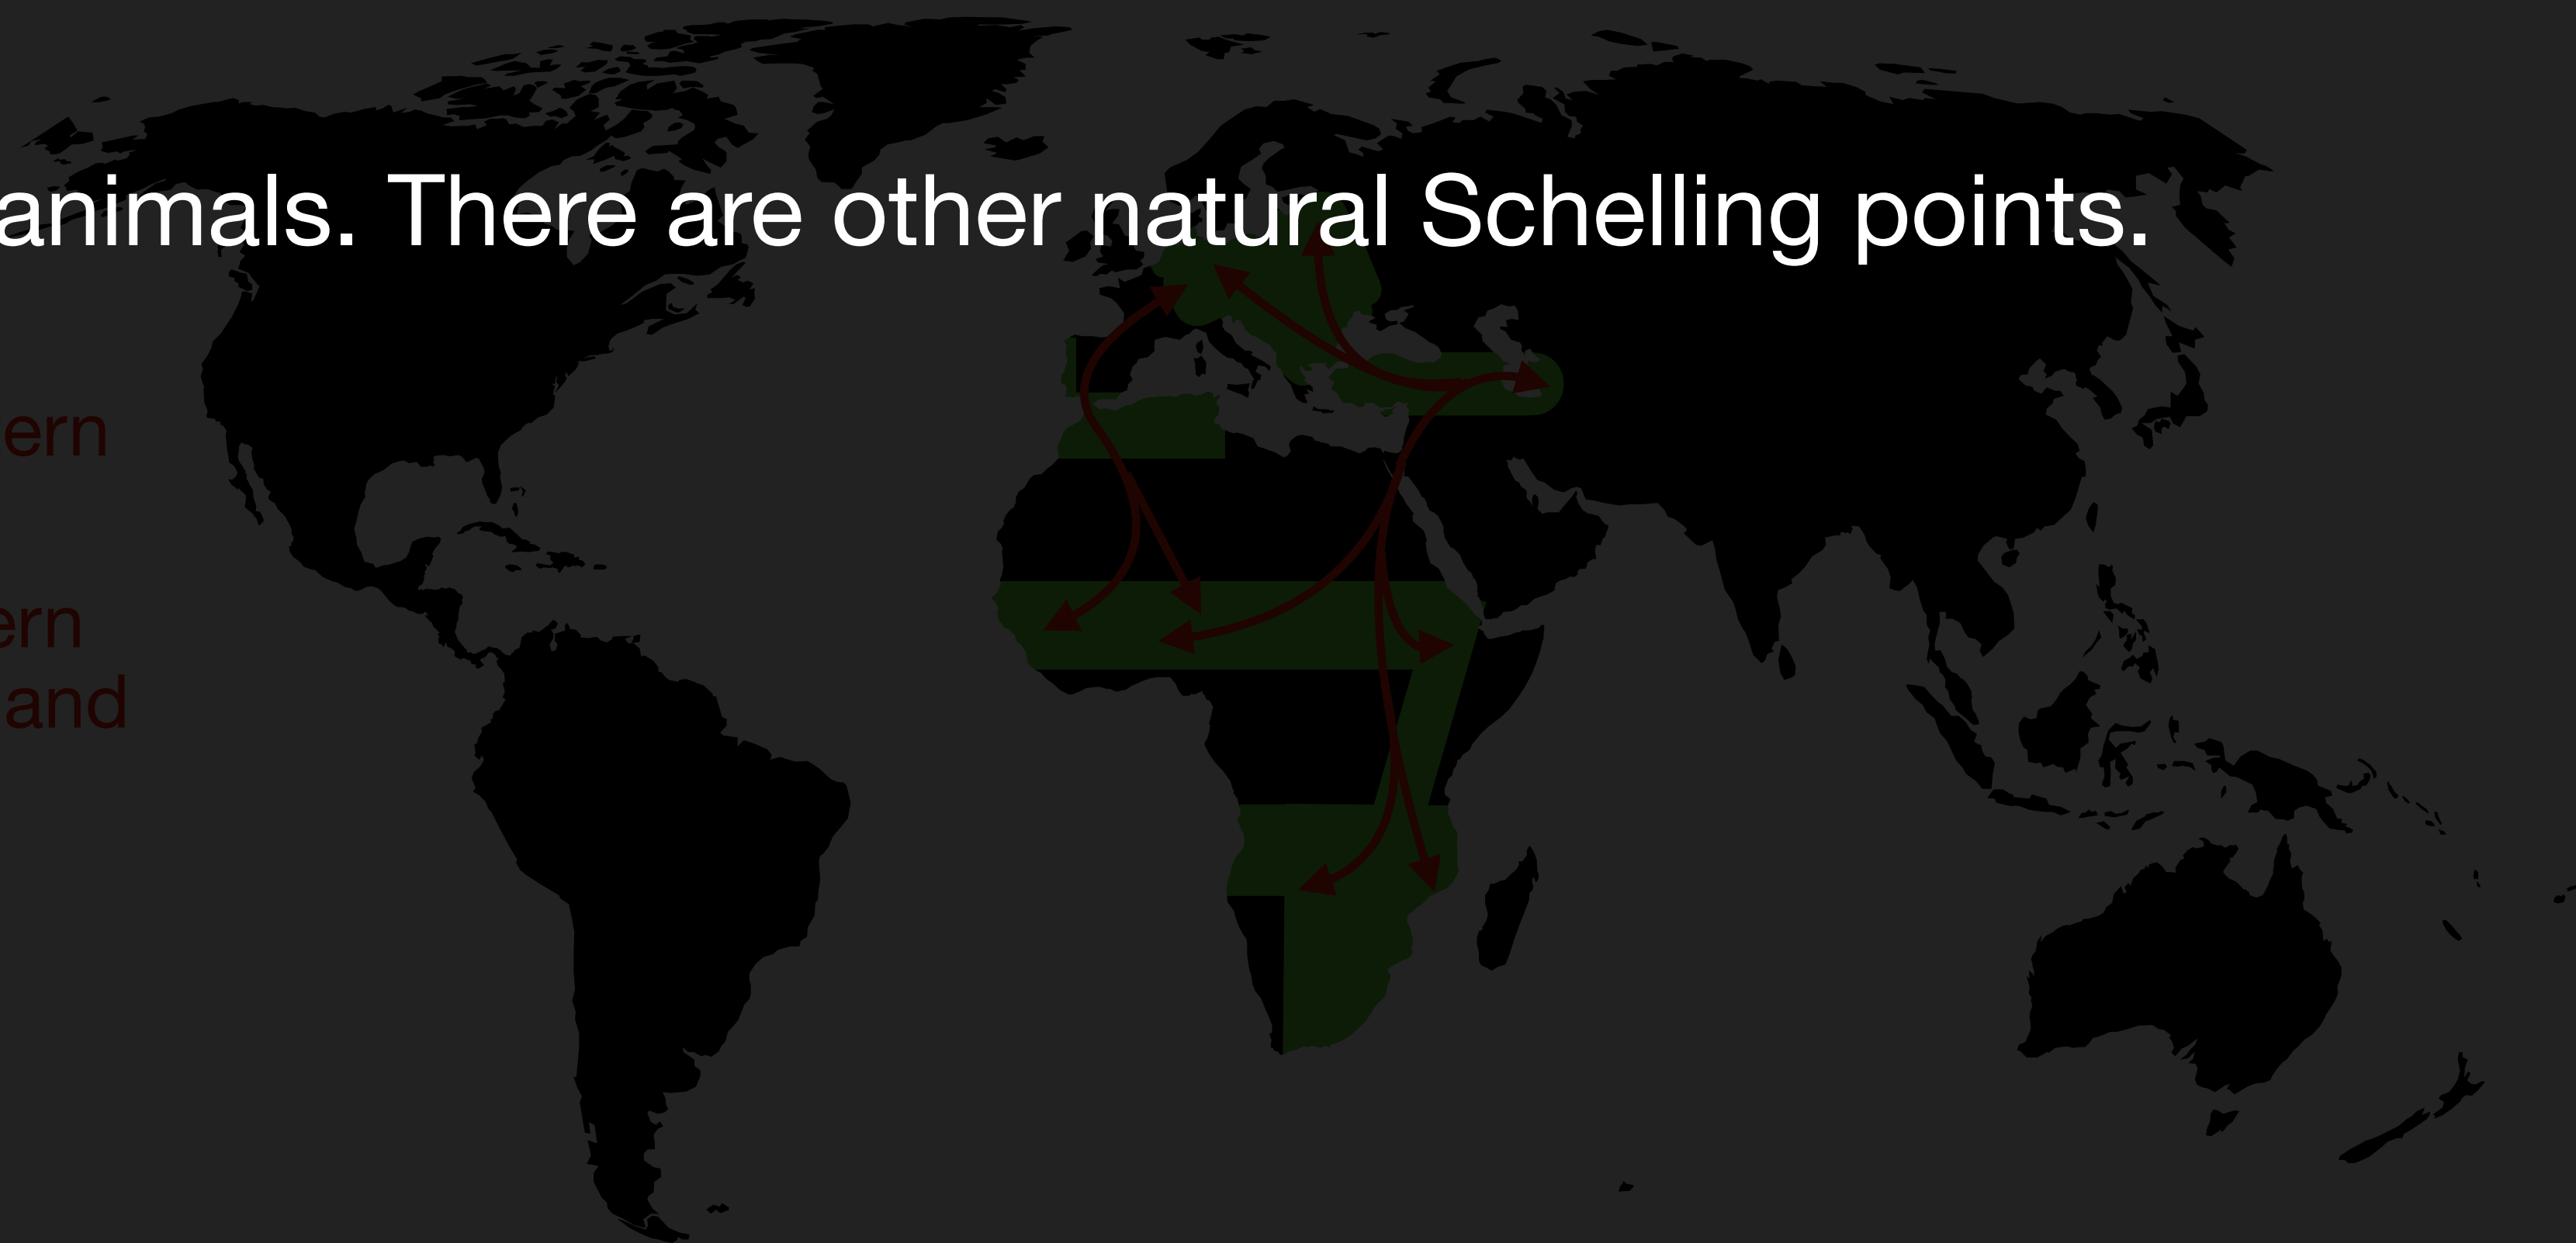 animals. There are other natural Schelling points.
ern
ern
and